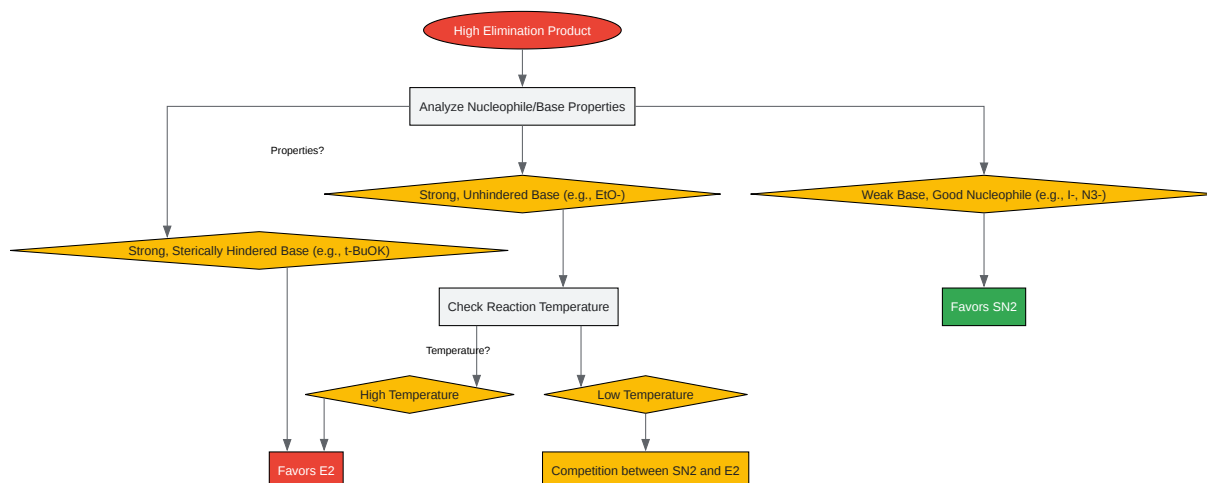 High Elimination Product
Analyze Nucleophile/Base Properties
Properties?
Strong, Unhindered Base (e.g., EtO-)
Weak Base, Good Nucleophile (e.g., I-, N3-)
Strong, Sterically Hindered Base (e.g., t-BuOK)
Check Reaction Temperature
Favors SN2
Temperature?
High Temperature
Low Temperature
Favors E2
Competition between SN2 and E2